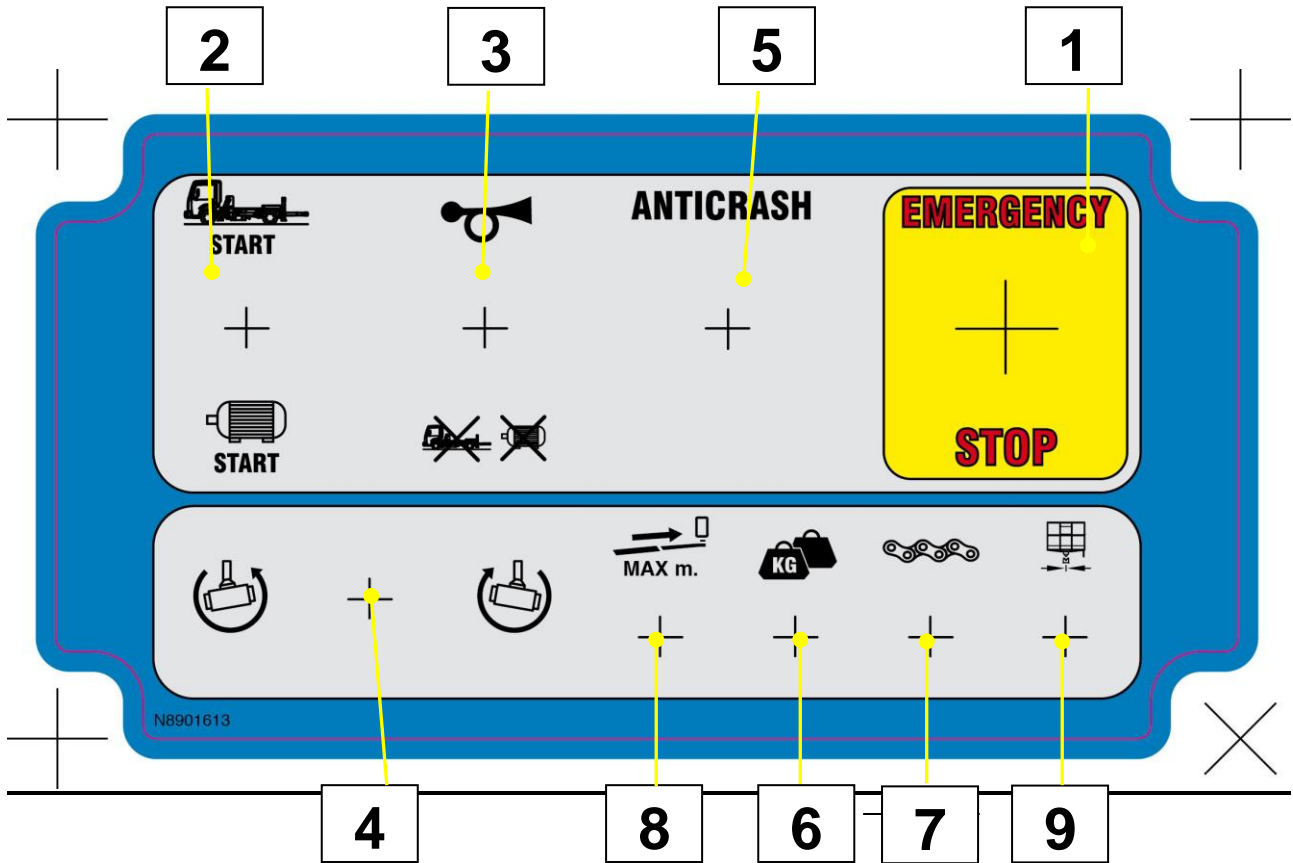 2 3 5 1
START
ANTICRASH
EMERGENCY
START
STOP
MAX m.
KG
N8901613
4 8 6 7 9